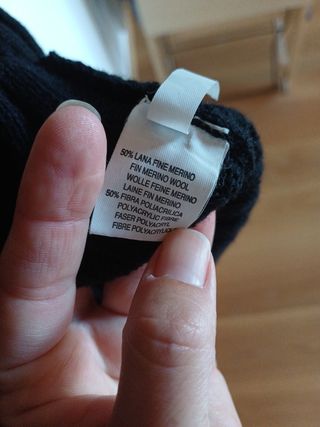 50% LANA FINE MERINO
FIN MERINO WOOL
WOLLE FEINE MERINO
LAINE FIN MERINO
50% FIBRA POLIACRILICA
POLYACRYLIC FIBRE
FASER POLYACRYL
FIBRE POLYACRYLIQUE